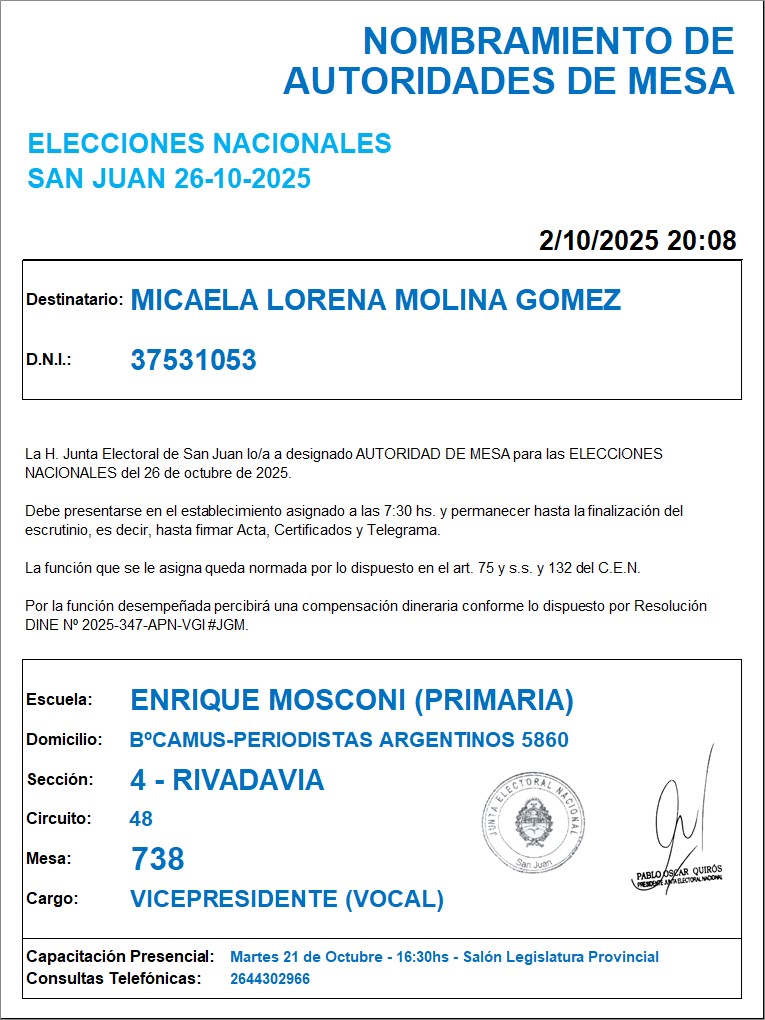 NOMBRAMIENTO DE
AUTORIDADES DE MESA
ELECCIONES NACIONALES
SAN JUAN 26-10-2025
2/10/2025 20:08
Destinatario: MICAELA LORENA MOLINA GOMEZ
D.N.I.: 37531053
La H. Junta Electoral de San Juan lo/a a designado AUTORIDAD DE MESA para las ELECCIONES
NACIONALES del 26 de octubre de 2025.
Debe presentarse en el establecimiento asignado a las 7:30 hs. y permanecer hasta la finalización del
escrutinio, es decir, hasta firmar Acta, Certificados y Telegrama.
La función que se le asigna queda normada por lo dispuesto en el art. 75 y s.s. y 132 del C.E.N.
Por la función desempeñada percibirá una compensación dineraria conforme lo dispuesto por Resolución
DINE Nº 2025-347-APN-VGI#JGM.
Escuela: ENRIQUE MOSCONI (PRIMARIA)
Domicilio: BºCAMUS-PERIODISTAS ARGENTINOS 5860
Sección: 4 - RIVADAVIA
Circuito: 48
Mesa: 738
Cargo: VICEPRESIDENTE (VOCAL)
JUNTA ELECTORAL NACIONAL
San Juan
PABLO OSCAR QUIRÓS
PRESIDENTE JUNTA ELECTORAL NACIONAL
Capacitación Presencial: Martes 21 de Octubre - 16:30hs - Salón Legislatura Provincial
Consultas Telefónicas: 2644302966